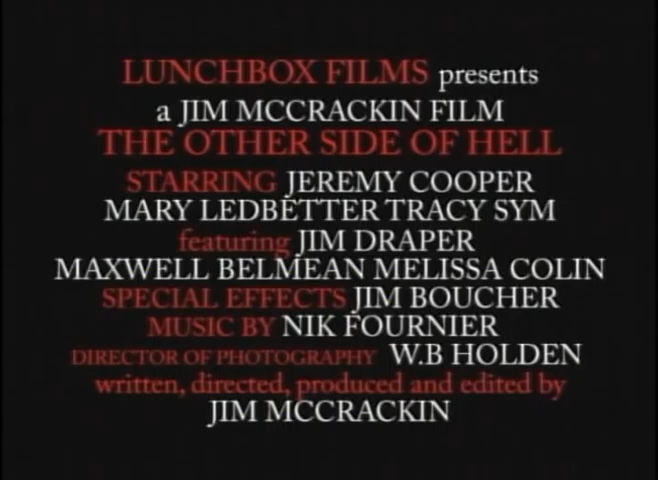 LUNCHBOX FILMS presents
a JIM MCCRACKIN FILM
THE OTHER SIDE OF HELL
STARRING JEREMY COOPER
MARY LEDBETTER TRACY SYM
featuring JIM DRAPER
MAXWELL BELMEAN MELISSA COLIN
SPECIAL EFFECTS JIM BOUCHER
MUSIC BY NIK FOURNIER
DIRECTOR OF PHOTOGRAPHY W.B HOLDEN
written, directed, produced and edited by
JIM MCCRACKIN